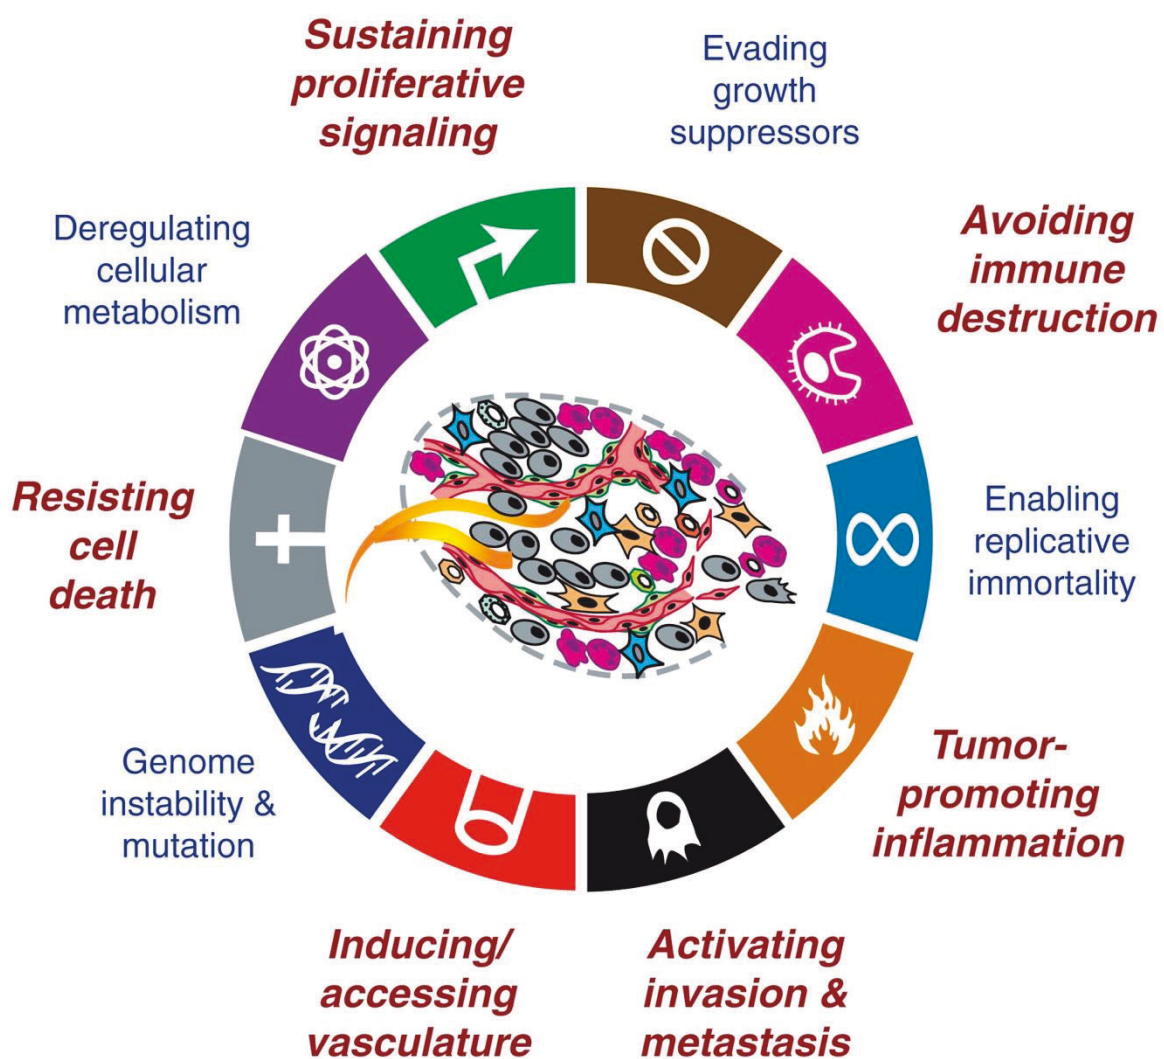 Sustaining
proliferative
signaling
Evading
growth
suppressors
Avoiding
immune
destruction
Enabling
replicative
immortality
Tumor-
promoting
inflammation
Activating
invasion &
metastasis
Inducing/
accessing
vasculature
Genome
instability &
mutation
Resisting
cell
death
Deregulating
cellular
metabolism